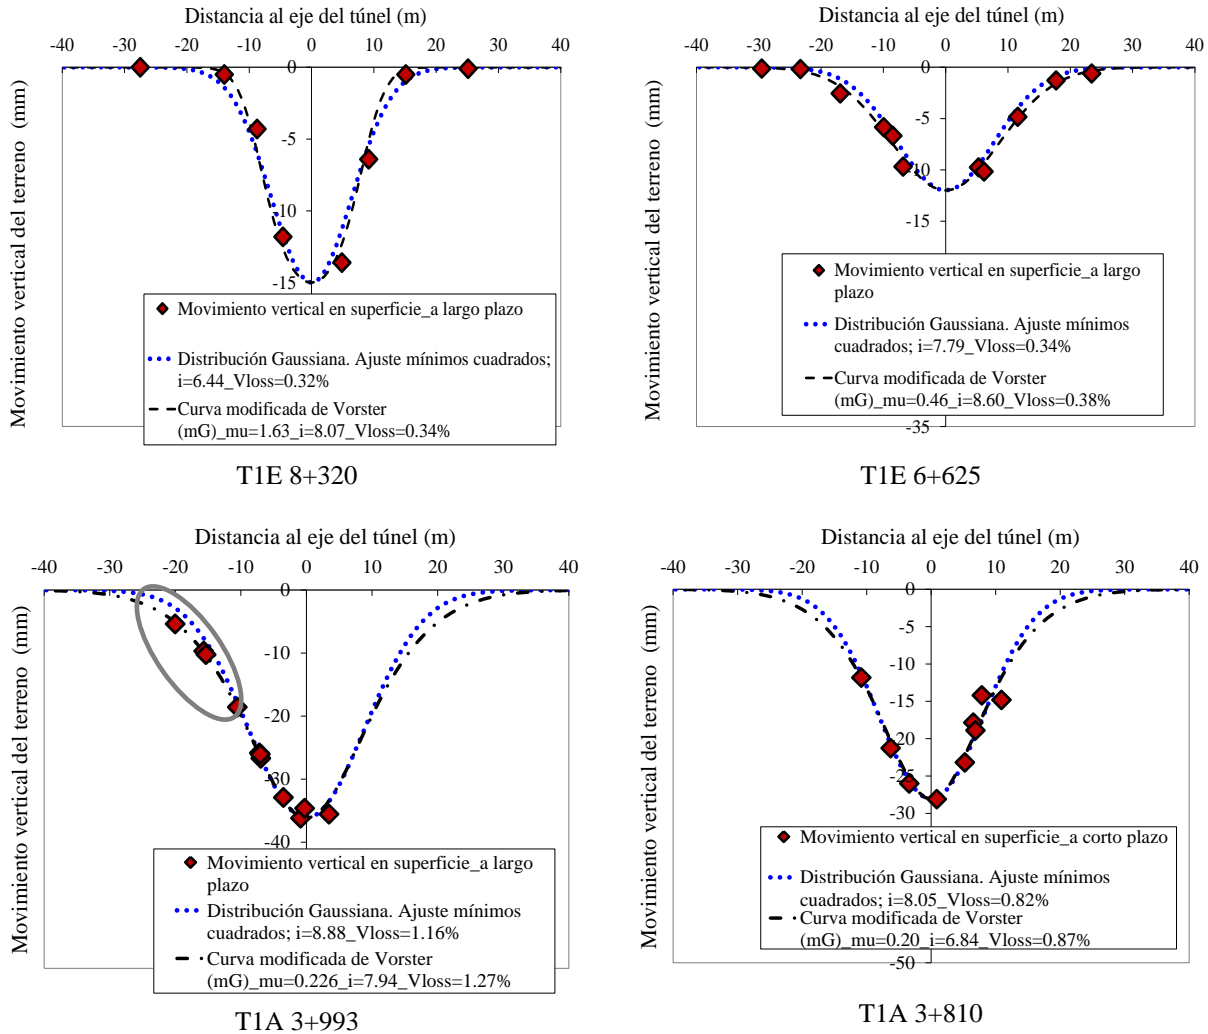 Distancia al eje del túnel (m)
-40 -30 -20 -10 0 10 20 30 40
0
-5
-10
-15
Movimiento vertical del terreno (mm)
Movimiento vertical en superficie_a largo plazo
Distribución Gaussiana. Ajuste mínimos cuadrados;
i=6.44_Vloss=0.32%
Curva modificada de Vorster
(mG)_mu=1.63_i=8.07_Vloss=0.34%
T1E 8+320
Distancia al eje del túnel (m)
-40 -30 -20 -10 0 10 20 30 40
0
-5
-10
-15
-35
Movimiento vertical del terreno (mm)
Movimiento vertical en superficie_a largo
plazo
Distribución Gaussiana. Ajuste mínimos
cuadrados; i=7.79_Vloss=0.34%
Curva modificada de Vorster
(mG)_mu=0.46_i=8.60_Vloss=0.38%
T1E 6+625
Distancia al eje del túnel (m)
-40 -30 -20 -10 0 10 20 30 40
0
-10
-20
-30
-40
Movimiento vertical del terreno (mm)
Movimiento vertical en superficie_a largo
plazo
Distribución Gaussiana. Ajuste mínimos
cuadrados; i=8.88_Vloss=1.16%
Curva modificada de Vorster
(mG)_mu=0.226_i=7.94_Vloss=1.27%
T1A 3+993
Distancia al eje del túnel (m)
-40 -30 -20 -10 0 10 20 30 40
0
-5
-10
-15
-20
-25
-30
-50
Movimiento vertical del terreno (mm)
Movimiento vertical en superficie_a corto plazo
Distribución Gaussiana. Ajuste mínimos
cuadrados; i=8.05_Vloss=0.82%
Curva modificada de Vorster
(mG)_mu=0.20_i=6.84_Vloss=0.87%
T1A 3+810